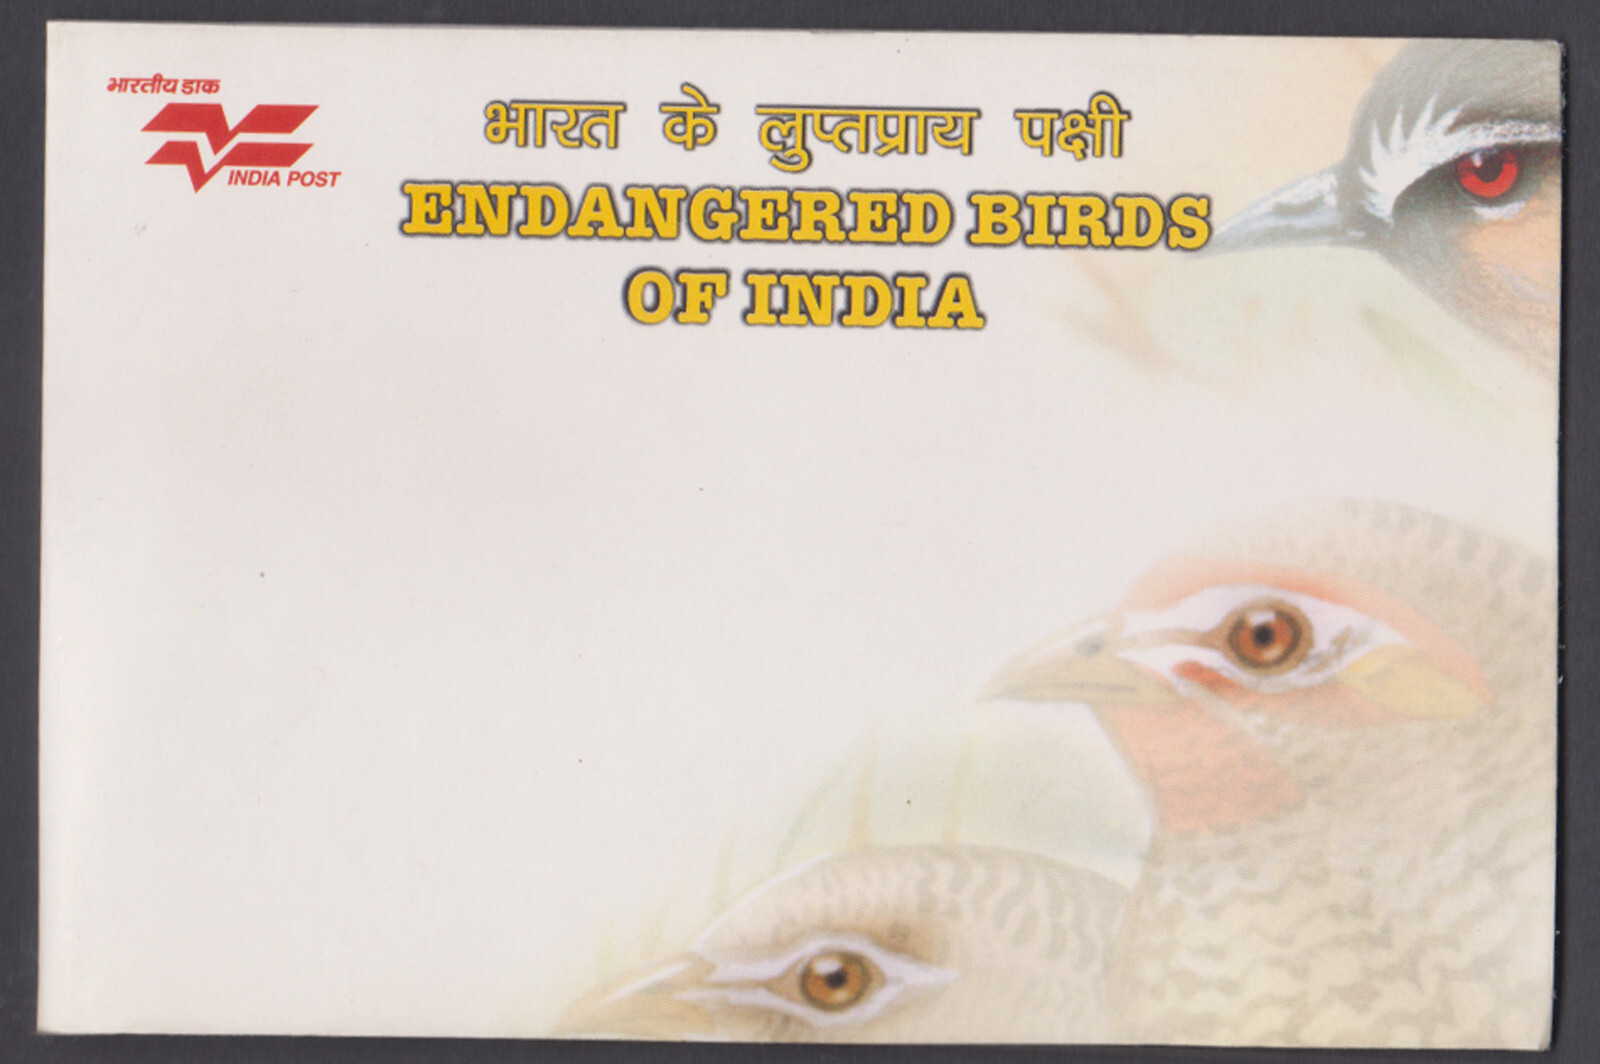 भारतीय डाक
INDIA POST
भारत के लुप्तप्राय पक्षी
ENDANGERED BIRDS
OF INDIA